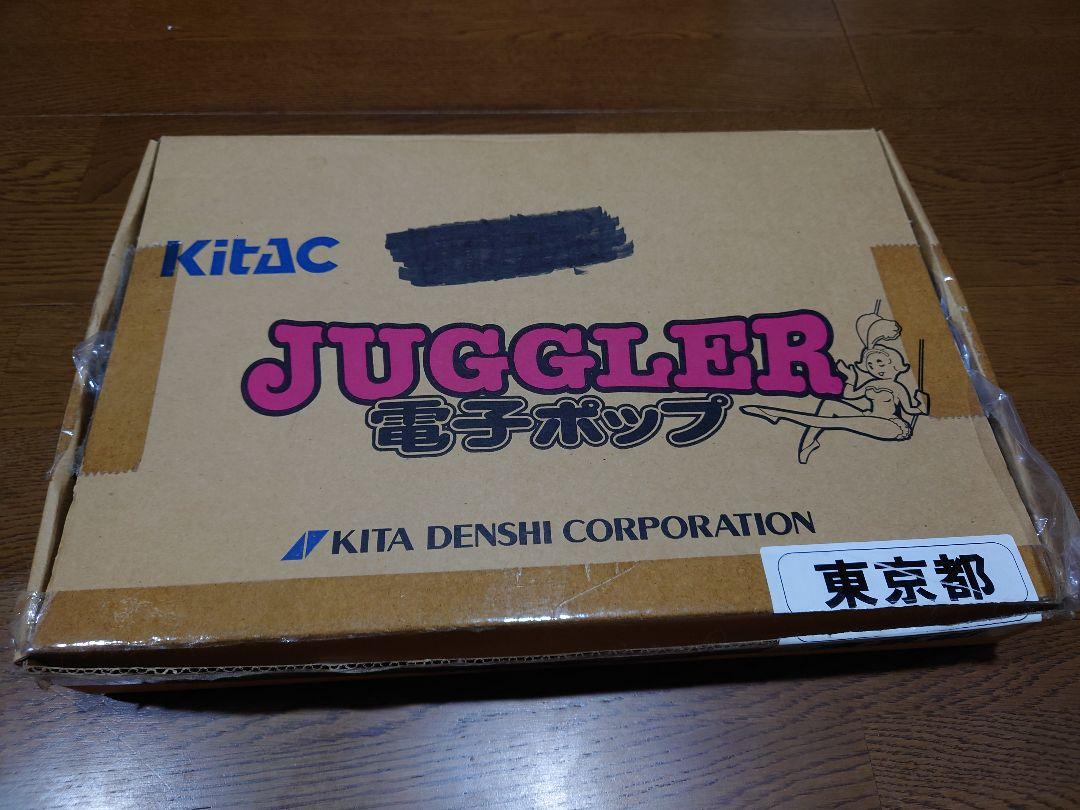 KitAC
JUGGLER
電子ポップ
KITA DENSHI CORPORATION
東京都